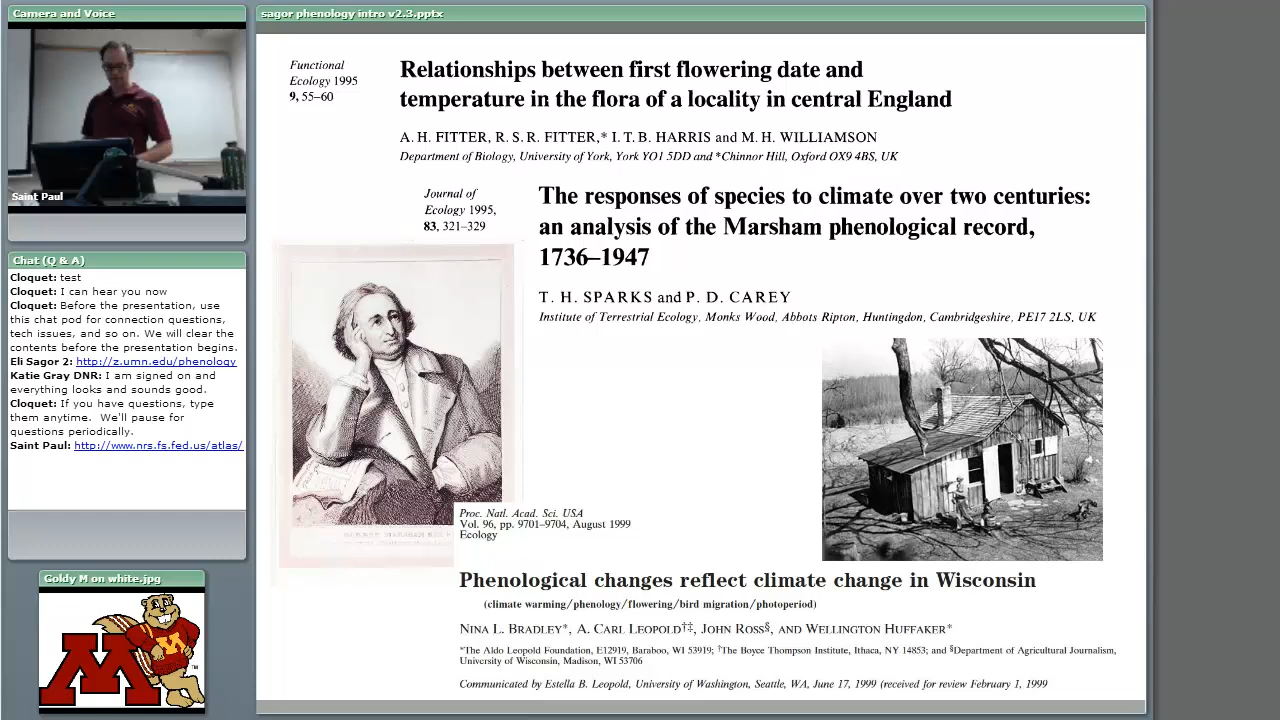 Camera and Voice
Saint Paul
Chat (Q & A)
Cloquet: test
Cloquet: I can hear you now
Cloquet: Before the presentation, use
this chat pod for connection questions,
tech issues, and so on. We will clear the
contents before the presentation begins.
Eli Sagor 2: http://z.umn.edu/phenology
Katie Gray DNR: I am signed on and
everything looks and sounds good.
Cloquet: If you have questions, type
them anytime. We'll pause for
questions periodically.
Saint Paul: http://www.nrs.fs.fed.us/atlas/
Goldy M on white.jpg
M
M
TM
sagor phenology intro v2.3.pptx
Functional
Ecology 1995
9, 55–60
Relationships between first flowering date and
temperature in the flora of a locality in central England
A. H. FITTER, R. S. R. FITTER,* I. T. B. HARRIS and M. H. WILLIAMSON
Department of Biology, University of York, York YO1 5DD and *Chinnor Hill, Oxford OX9 4BS, UK
Journal of
Ecology 1995,
83, 321–329
The responses of species to climate over two centuries:
an analysis of the Marsham phenological record,
1736–1947
T. H. SPARKS and P. D. CAREY
Institute of Terrestrial Ecology, Monks Wood, Abbots Ripton, Huntingdon, Cambridgeshire, PE17 2LS, UK
Proc. Natl. Acad. Sci. USA
Vol. 96, pp. 9701–9704, August 1999
Ecology
Phenological changes reflect climate change in Wisconsin
(climate warming/phenology/flowering/bird migration/photoperiod)
NINA L. BRADLEY*, A. CARL LEOPOLD†‡, JOHN ROSS§, AND WELLINGTON HUFFAKER*
*The Aldo Leopold Foundation, E12919, Baraboo, WI 53919; †The Boyce Thompson Institute, Ithaca, NY 14853; and §Department of Agricultural Journalism,
University of Wisconsin, Madison, WI 53706
Communicated by Estella B. Leopold, University of Washington, Seattle, WA, June 17, 1999 (received for review February 1, 1999